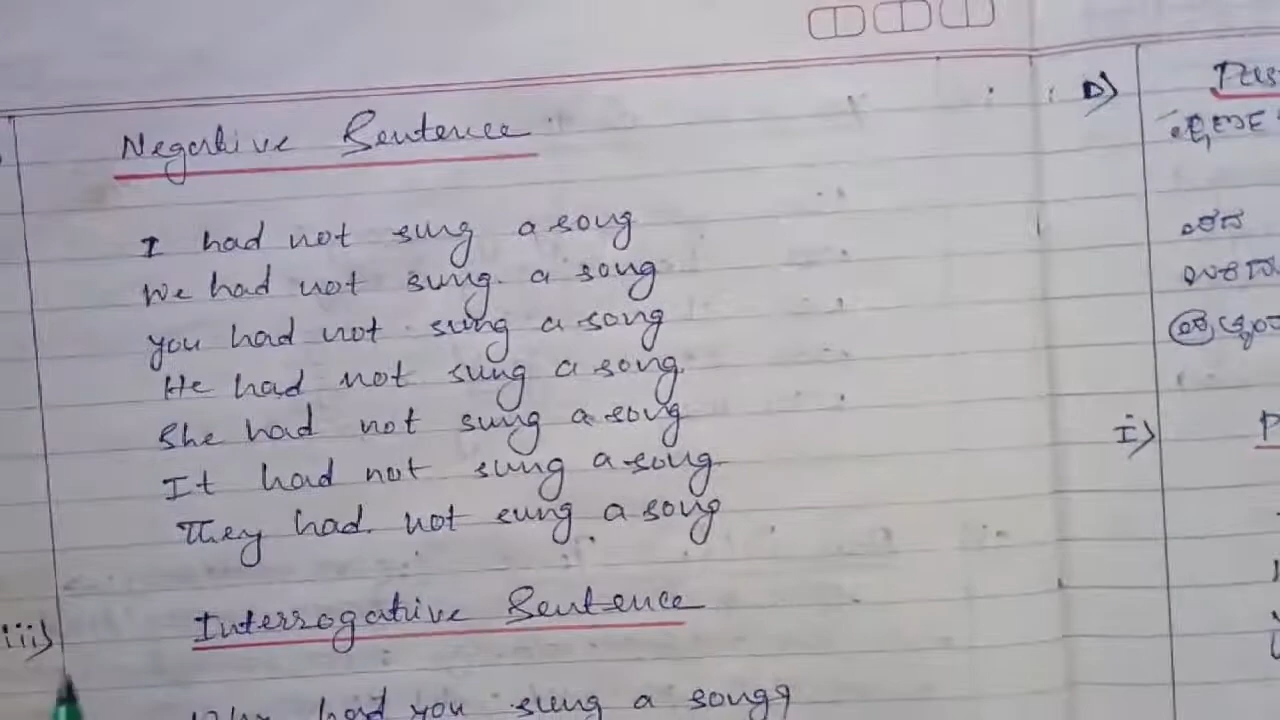 Negative Sentence
I had not sung a song
We had not sung a song
you had not sung a song
He had not sung a song
She had not sung a song
It had not sung a song
They had not sung a song
iii) Interrogative Sentence
had you sung a song?
D)
I)